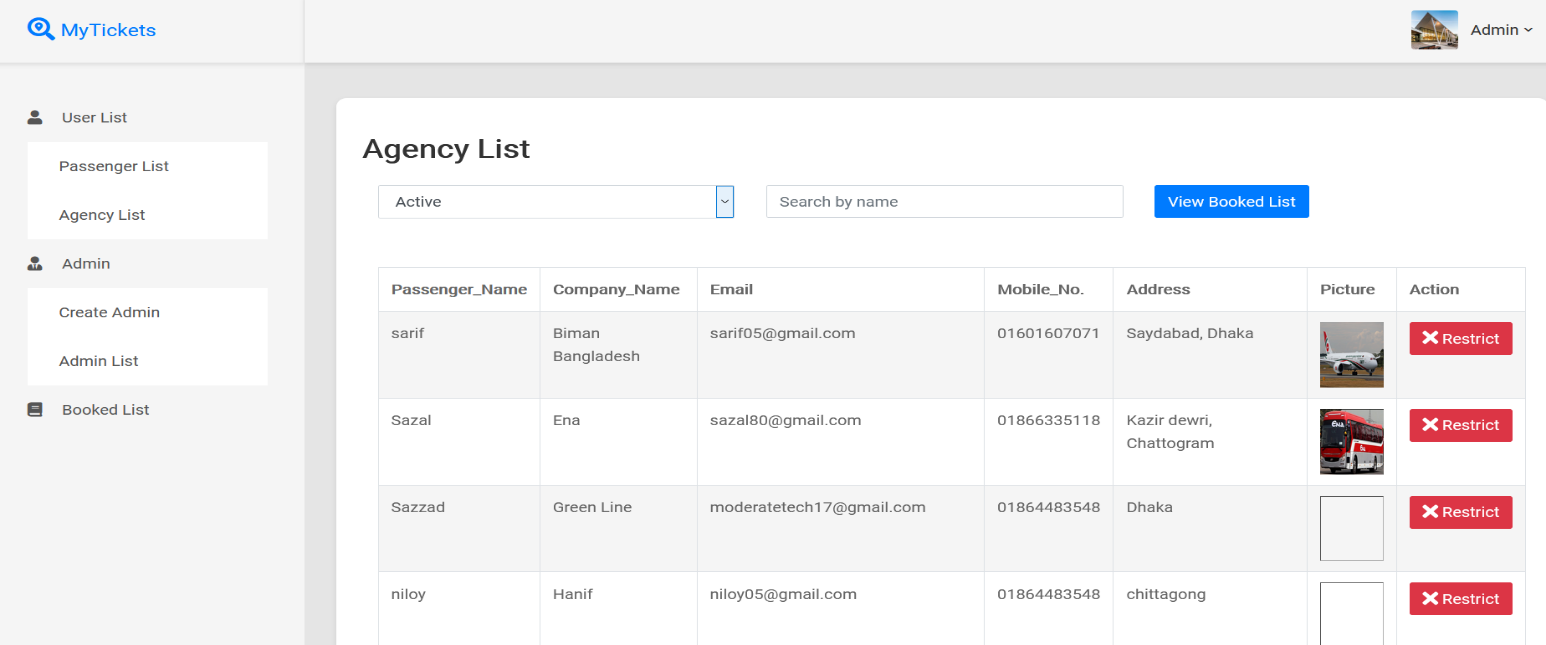 MyTickets
Admin
User List
Passenger List
Agency List
Admin
Create Admin
Admin List
Booked List
Agency List
Active
Search by name
View Booked List
Passenger_Name Company_Name Email Mobile_No. Address Picture Action
sarif Biman sarif05@gmail.com 01601607071 Saydabad, Dhaka Restrict
Bangladesh
Sazal Ena sazal80@gmail.com 01866335118 Kazir dewri, ENA Restrict
Chattogram Ena
Sazzad Green Line moderatetech17@gmail.com 01864483548 Dhaka Restrict
niloy Hanif niloy05@gmail.com 01864483548 chittagong Restrict